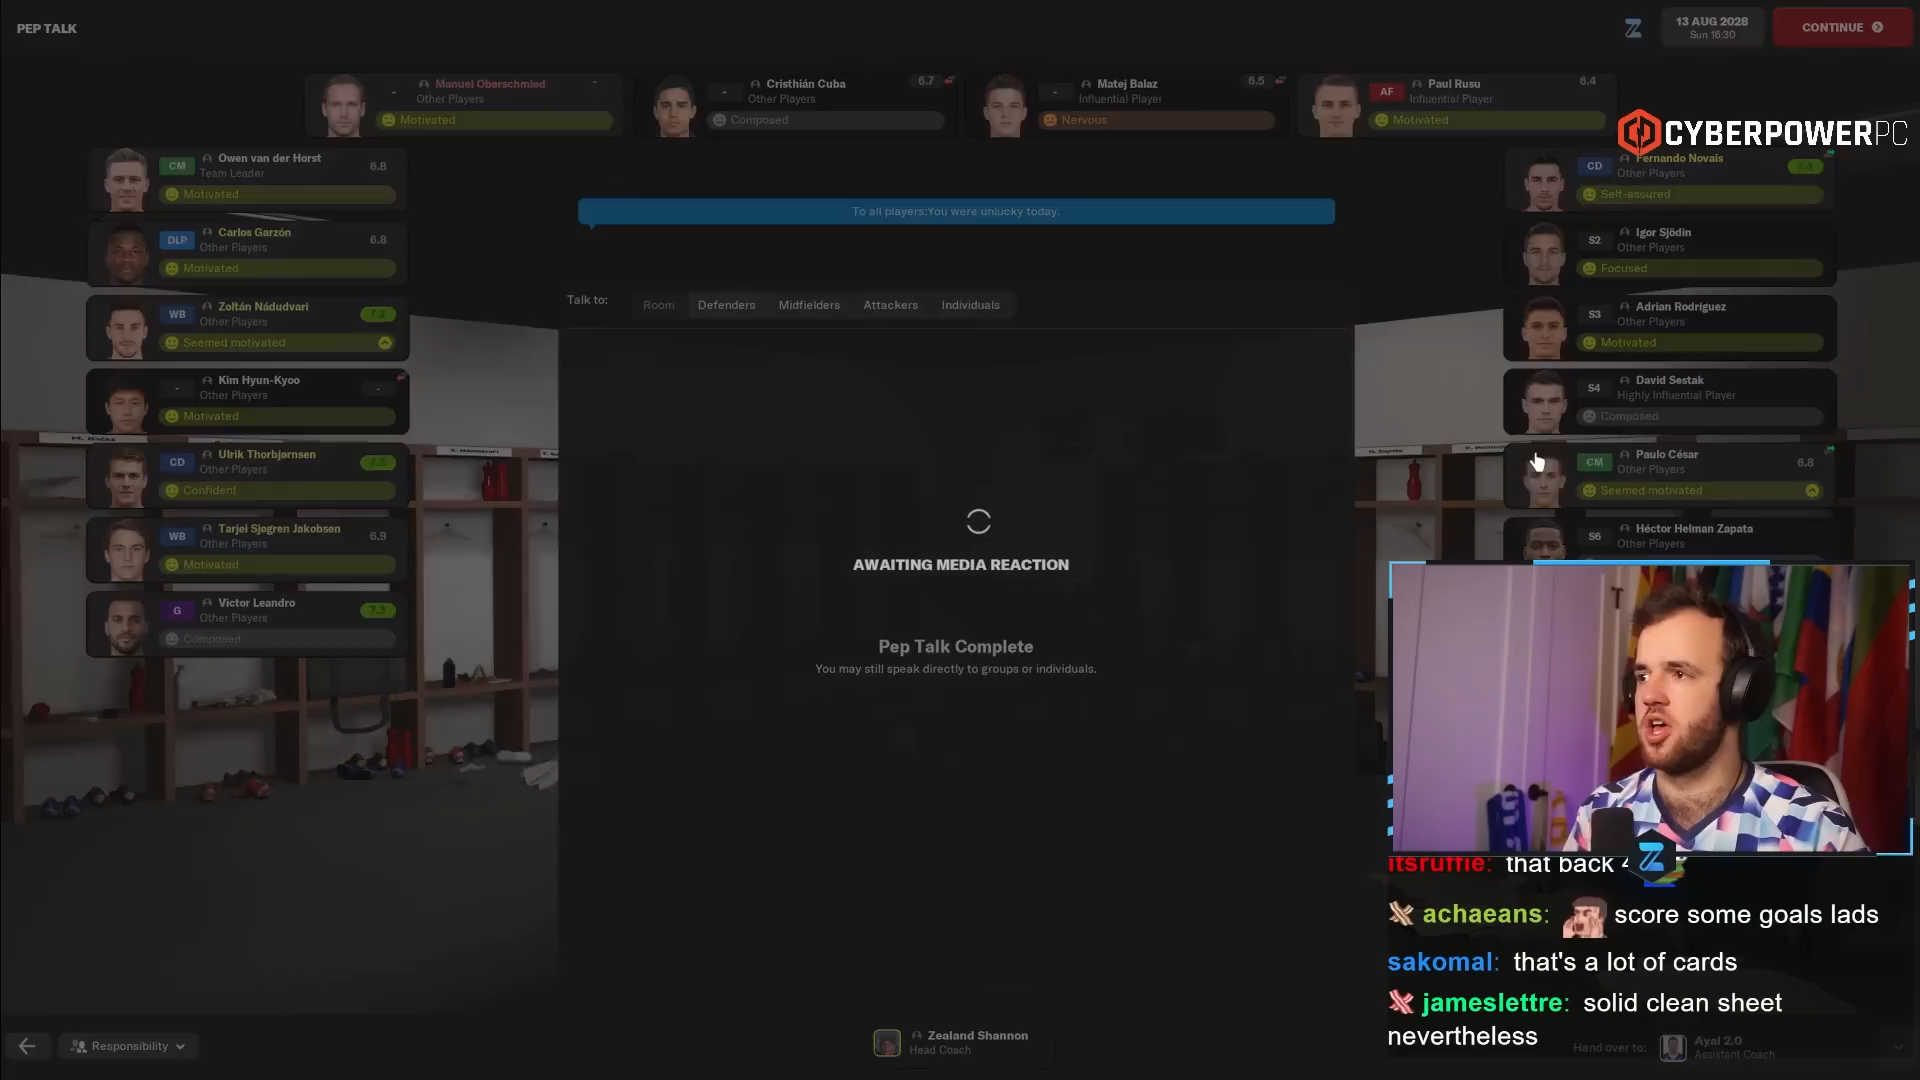 PEP TALK
13 AUG 2028
Sun 16:30
CONTINUE
Manuel Oberschmied
Other Players
Motivated
Cristhián Cuba
6.7
Other Players
Composed
Matej Balaz
6.5
Influential Player
Nervous
AF
Paul Rusu
6.4
Influential Player
Motivated
CYBERPOWERPC
CM
Owen van der Horst
Team Leader
6.8
Motivated
CD
Fernando Novais
Other Players
Self-assured
To all players:You were unlucky today.
DLP
Carlos Garzón
Other Players
6.8
Motivated
S2
Igor Sjödin
Other Players
Focused
Talk to:
Room
Defenders
Midfielders
Attackers
Individuals
WB
Zoltán Nádudvari
Other Players
7.2
Seemed motivated
S3
Adrian Rodriguez
Other Players
Motivated
-
Kim Hyun-Kyoo
Other Players
-
Motivated
S4
David Sestak
Highly Influential Player
Composed
CD
Ulrik Thorbjørnsen
Other Players
Confident
CM
Paulo César
Other Players
6.8
Seemed motivated
WB
Tarjei Sjøgren Jakobsen
Other Players
6.9
Motivated
S6
Héctor Helman Zapata
Other Players
AWAITING MEDIA REACTION
G
Victor Leandro
Other Players
7.3
Composed
Pep Talk Complete
You may still speak directly to groups or individuals.
itsruffie: that back 4
achaeans: score some goals lads
sakomal: that's a lot of cards
jameslettre: solid clean sheet
nevertheless
Responsibility
Zealand Shannon
Head Coach
Hand over to:
Ayal 2.0
Assistant Coach